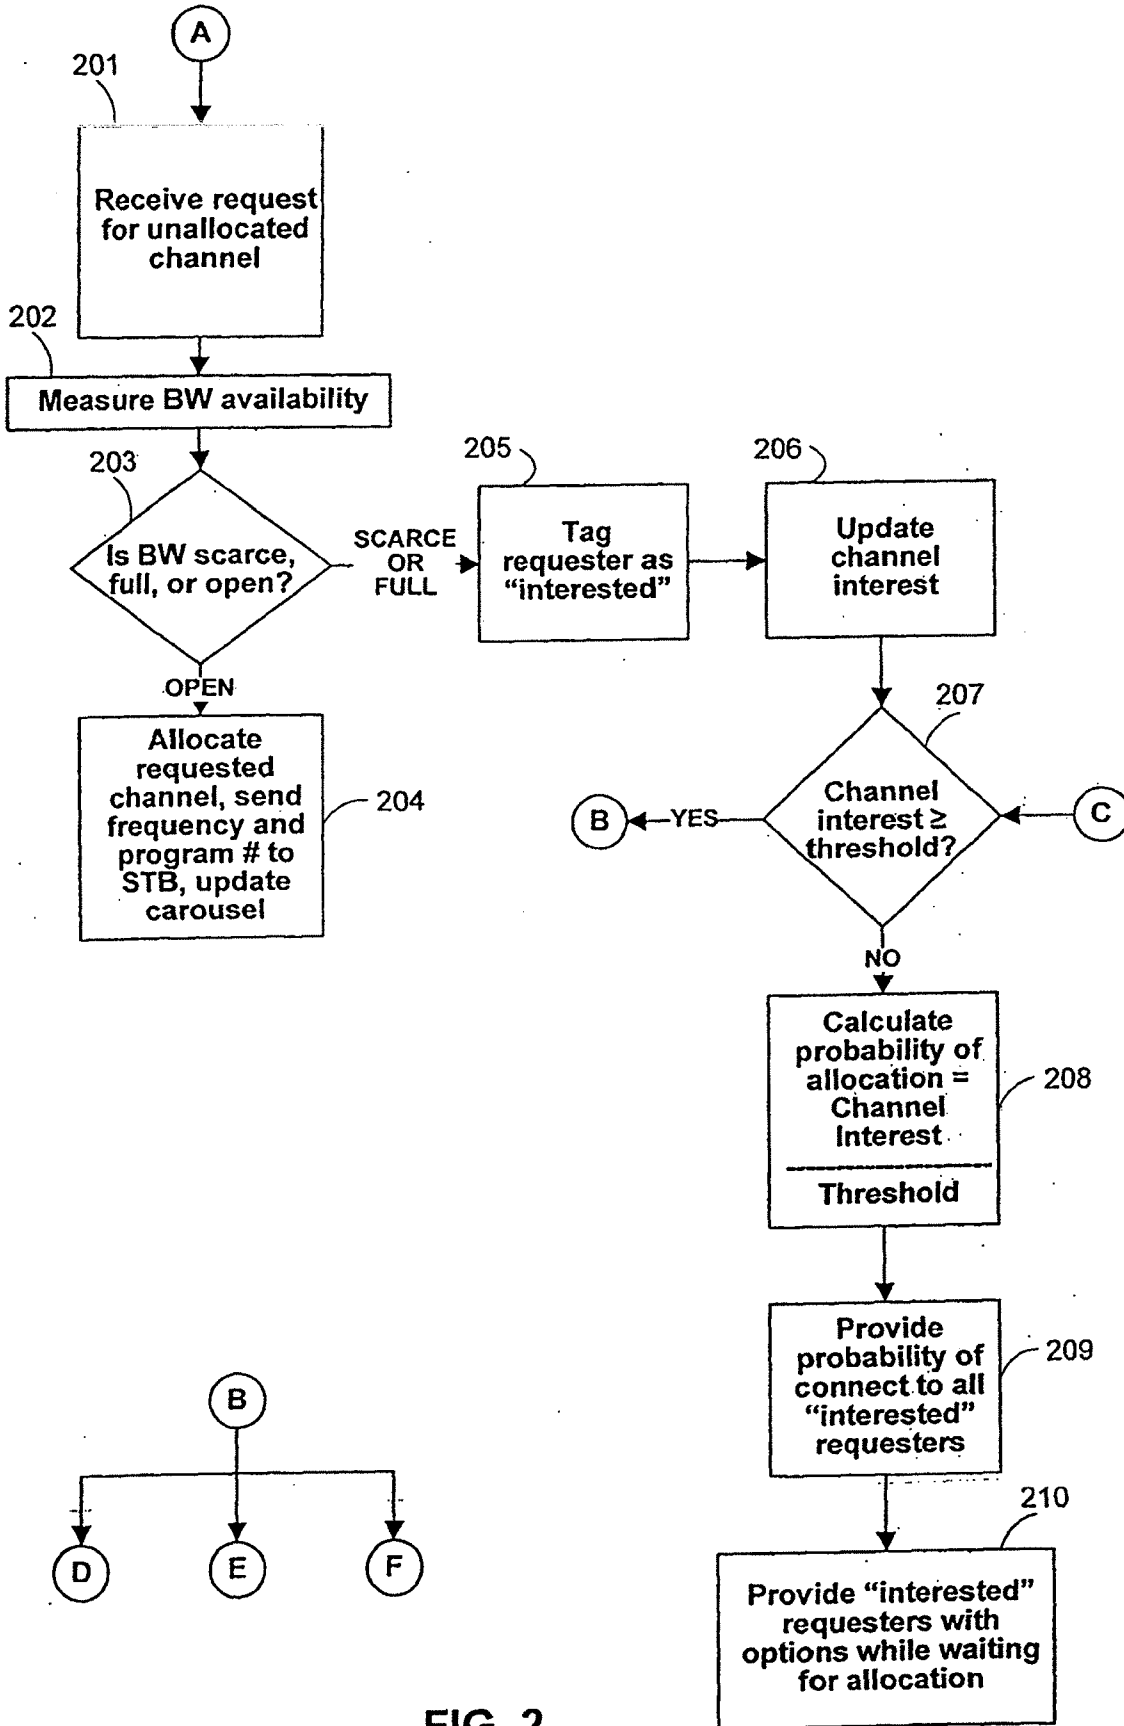 A
201
Receive request
for unallocated
channel
202
Measure BW availability
203
Is BW scarce,
full, or open?
SCARCE
OR
FULL
OPEN
Allocate
requested
channel, send
frequency and
program # to
STB, update
carousel
204
205
Tag
requester as
“interested”
206
Update
channel
interest
207
Channel
interest ≥
threshold?
YES
B
C
NO
Calculate
probability of
allocation =
Channel
Interest
Threshold
208
Provide
probability of
connect to all
“interested”
requesters
209
210
Provide “interested”
requesters with
options while waiting
for allocation
B
D
E
F
FIG. 2